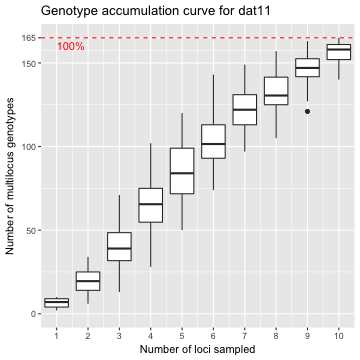 Genotype accumulation curve for dat11
Number of multilocus genotypes
165
150
100
50
0
100%
1 2 3 4 5 6 7 8 9 10
Number of loci sampled